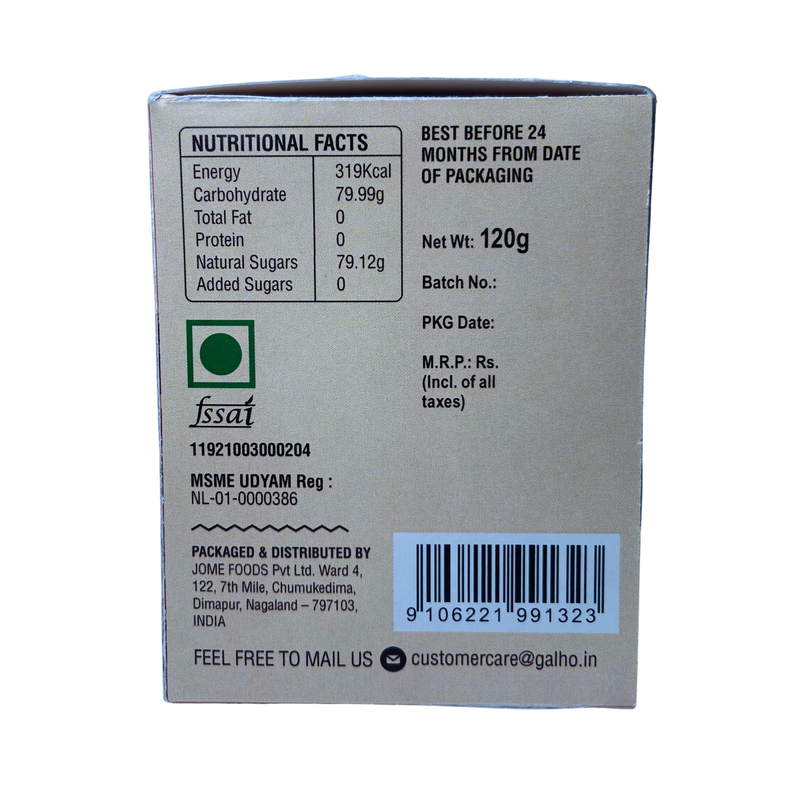 NUTRITIONAL FACTS
Energy 319Kcal
Carbohydrate 79.99g
Total Fat 0
Protein 0
Natural Sugars 79.12g
Added Sugars 0
fssai
11921003000204
MSME UDYAM Reg :
NL-01-0000386
PACKAGED & DISTRIBUTED BY
JOME FOODS Pvt Ltd. Ward 4,
122, 7th Mile, Chumukedima,
Dimapur, Nagaland – 797103,
INDIA
BEST BEFORE 24
MONTHS FROM DATE
OF PACKAGING
Net Wt: 120g
Batch No.:
PKG Date:
M.R.P.: Rs.
(Incl. of all
taxes)
9 106221 991323
FEEL FREE TO MAIL US customercare@galho.in